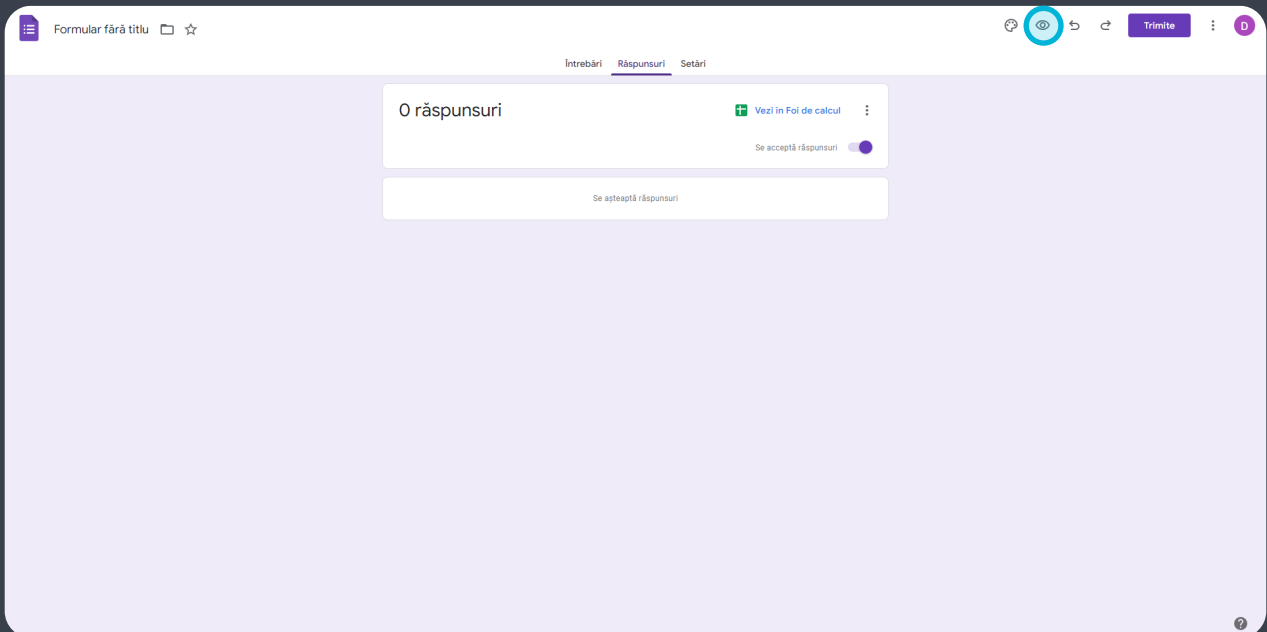 Formular fără titlu
Trimite
D
Întrebări Răspunsuri Setări
0 răspunsuri
Vezi in Foi de calcul
Se acceptă răspunsuri
Se așteaptă răspunsuri
?